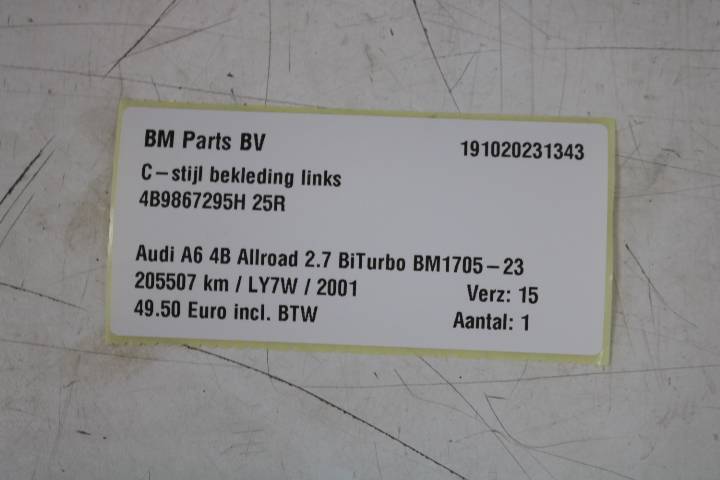 BM Parts BV 191020231343
C-stijl bekleding links
4B9867295H 25R
Audi A6 4B Allroad 2.7 BiTurbo BM1705-23
205507 km / LY7W / 2001 Verz: 15
49.50 Euro incl. BTW Aantal: 1